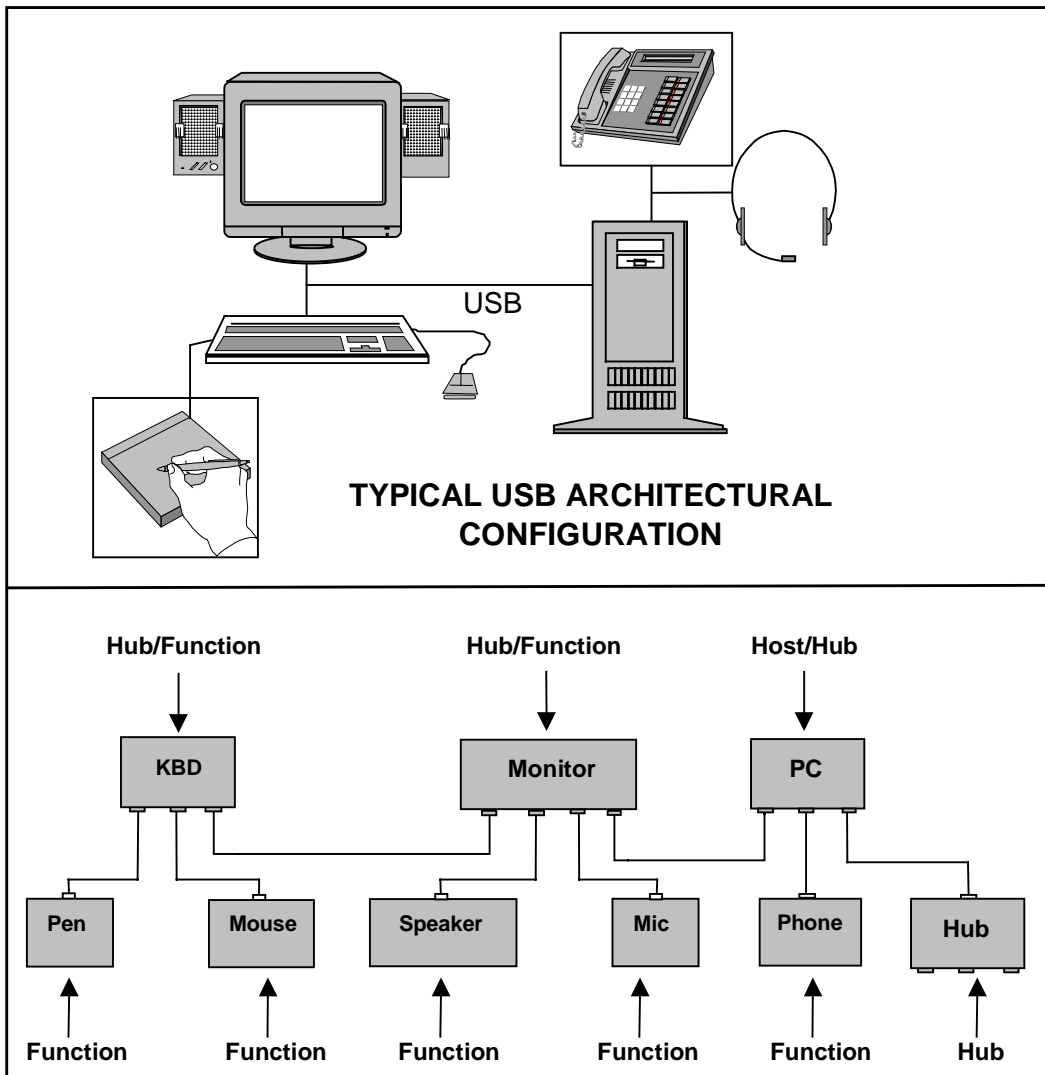 USB
TYPICAL USB ARCHITECTURAL
CONFIGURATION
Hub/Function Hub/Function Host/Hub
KBD Monitor PC
Pen Mouse Speaker Mic Phone Hub
Function Function Function Function Function Hub